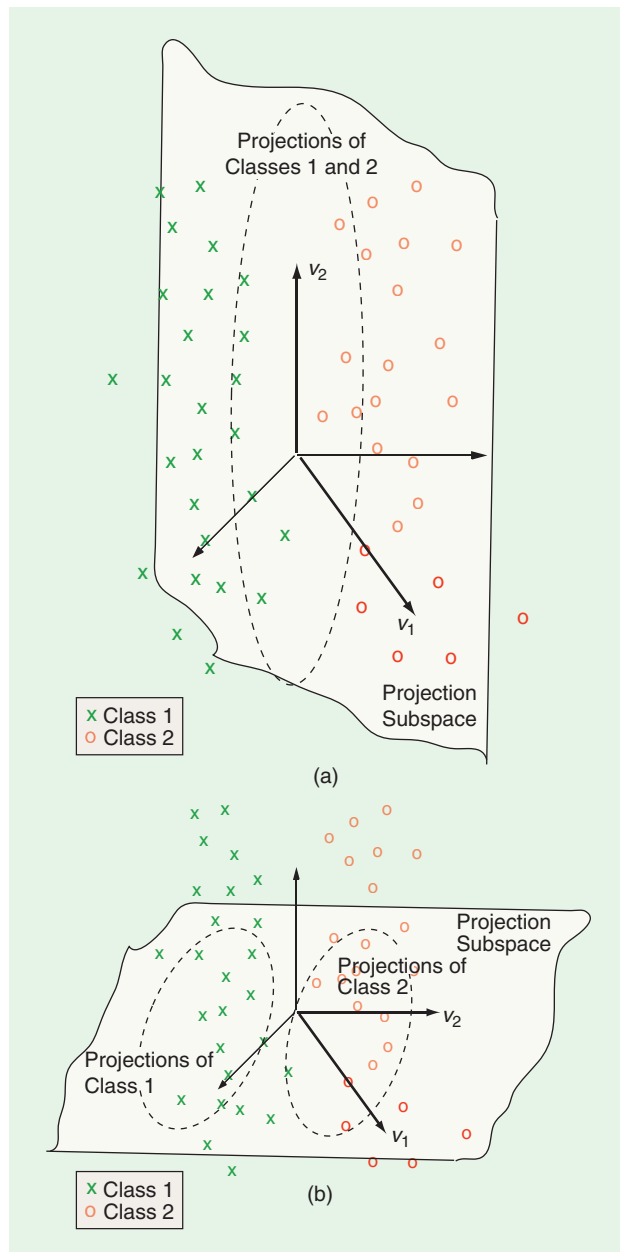 Projections of
Classes 1 and 2
v2
v1
Projection
Subspace
x Class 1
o Class 2
(a)
Projection
Subspace
Projections of
Class 2
v2
Projections of
Class 1
v1
x Class 1
o Class 2
(b)